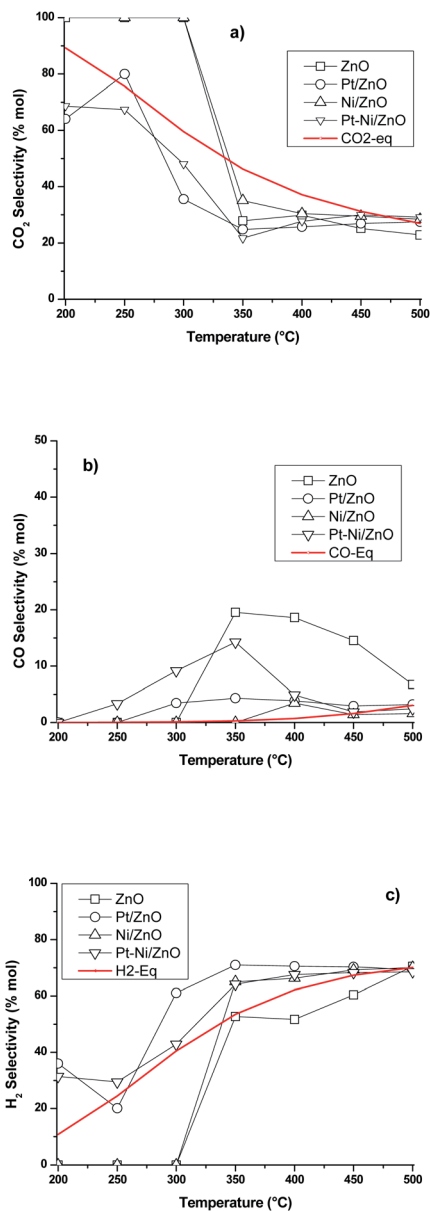 a)
ZnO
Pt/ZnO
Ni/ZnO
Pt-Ni/ZnO
CO2-eq
CO2 Selectivity (% mol)
100
80
60
40
20
0
200 250 300 350 400 450 500
Temperature (°C)
b)
ZnO
Pt/ZnO
Ni/ZnO
Pt-Ni/ZnO
CO-Eq
CO Selectivity (% mol)
50
40
30
20
10
0
200 250 300 350 400 450 500
Temperature (°C)
c)
ZnO
Pt/ZnO
Ni/ZnO
Pt-Ni/ZnO
H2-Eq
H2 Selectivity (% mol)
100
80
60
40
20
0
200 250 300 350 400 450 500
Temperature (°C)